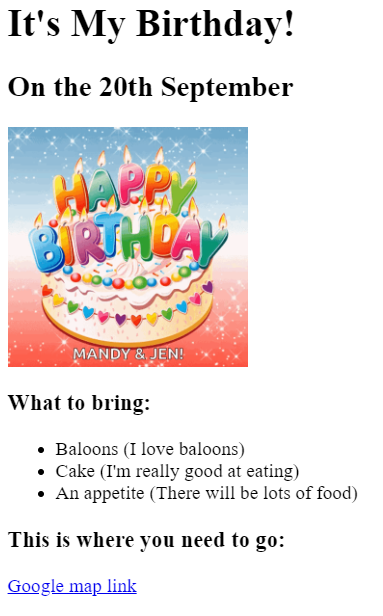 It's My Birthday!
On the 20th September
HAPPY
BIRTHDAY
MANDY & JEN!
What to bring:
Baloons (I love baloons)
Cake (I'm really good at eating)
An appetite (There will be lots of food)
This is where you need to go:
Google map link